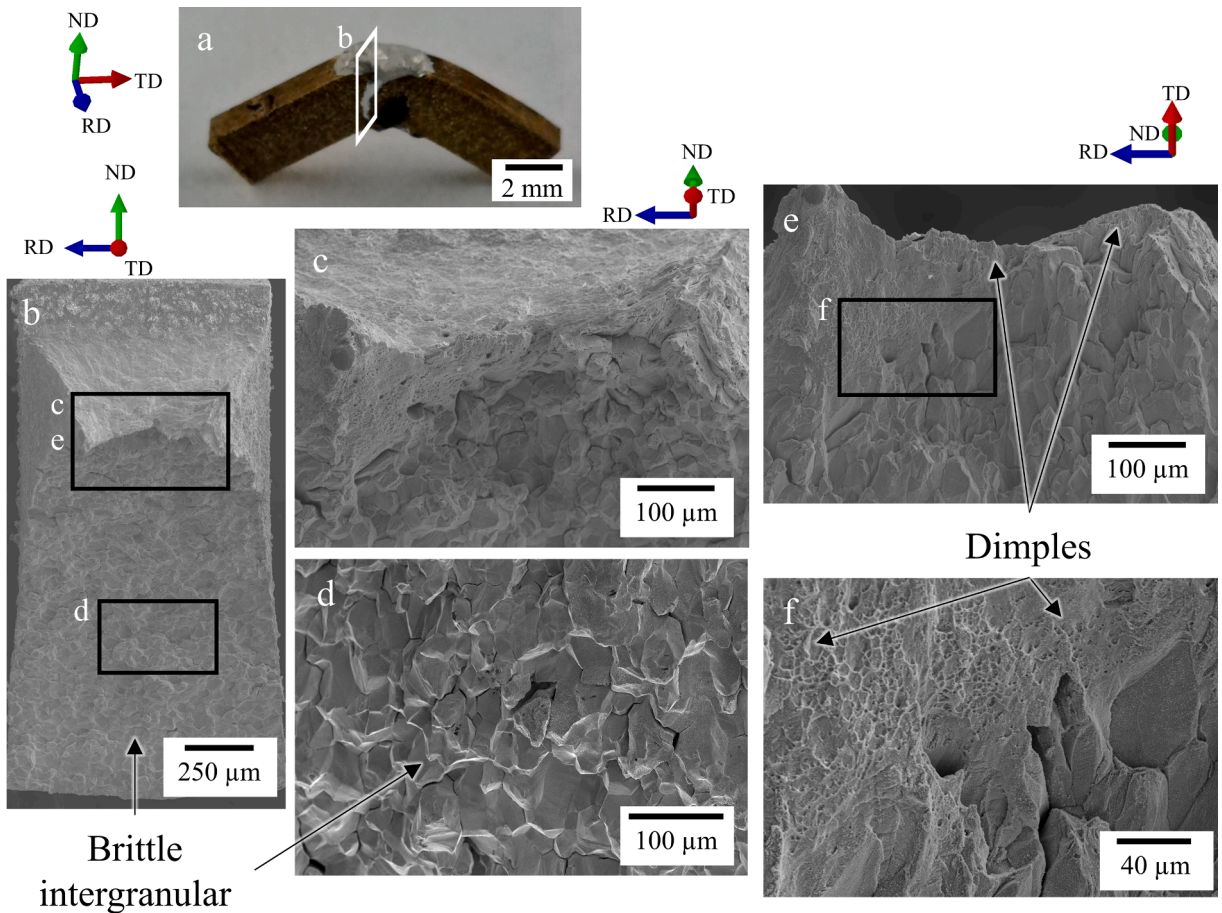 ND
TD
RD
a
b
2 mm
ND
RD
TD
ND
TD
RD
TD
ND
RD
b
c
e
d
250 µm
c
100 µm
e
f
100 µm
Dimples
d
100 µm
f
40 µm
Brittle
intergranular